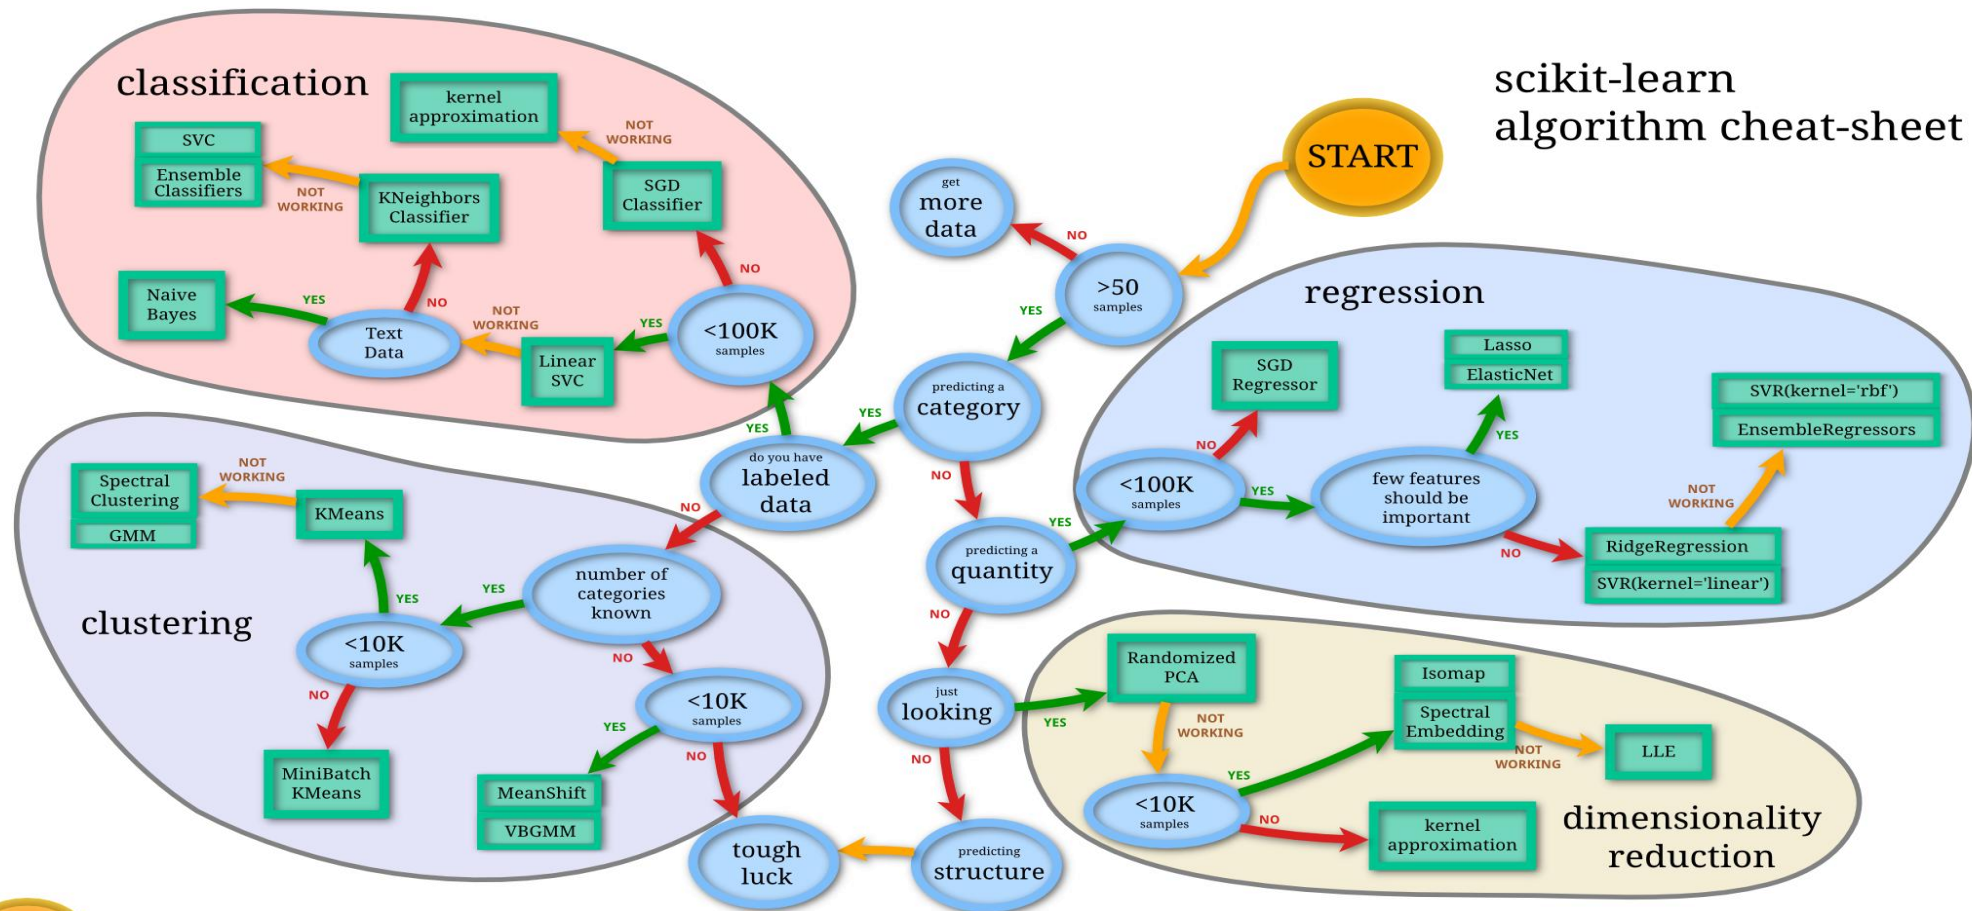 scikit-learn
algorithm cheat-sheet
START
classification
kernel
approximation
NOT
WORKING
SVC
Ensemble
Classifiers
NOT
WORKING
KNeighbors
Classifier
SGD
Classifier
NO
Naive
Bayes
YES
NO
Text
Data
NOT
WORKING
Linear
SVC
YES
<100K
samples
get
more
data
NO
>50
samples
YES
predicting a
category
YES
YES
do you have
labeled
data
NO
NO
predicting a
quantity
YES
NO
just
looking
YES
NO
predicting
structure
tough
luck
regression
SGD
Regressor
Lasso
ElasticNet
SVR(kernel='rbf')
EnsembleRegressors
NO
YES
<100K
samples
YES
few features
should be
important
NOT
WORKING
NO
RidgeRegression
SVR(kernel='linear')
clustering
Spectral
Clustering
GMM
NOT
WORKING
KMeans
number of
categories
known
YES
YES
<10K
samples
NO
NO
<10K
samples
YES
NO
MiniBatch
KMeans
MeanShift
VBGMM
Randomized
PCA
NOT
WORKING
Isomap
Spectral
Embedding
NOT
WORKING
LLE
YES
<10K
samples
NO
kernel
approximation
dimensionality
reduction